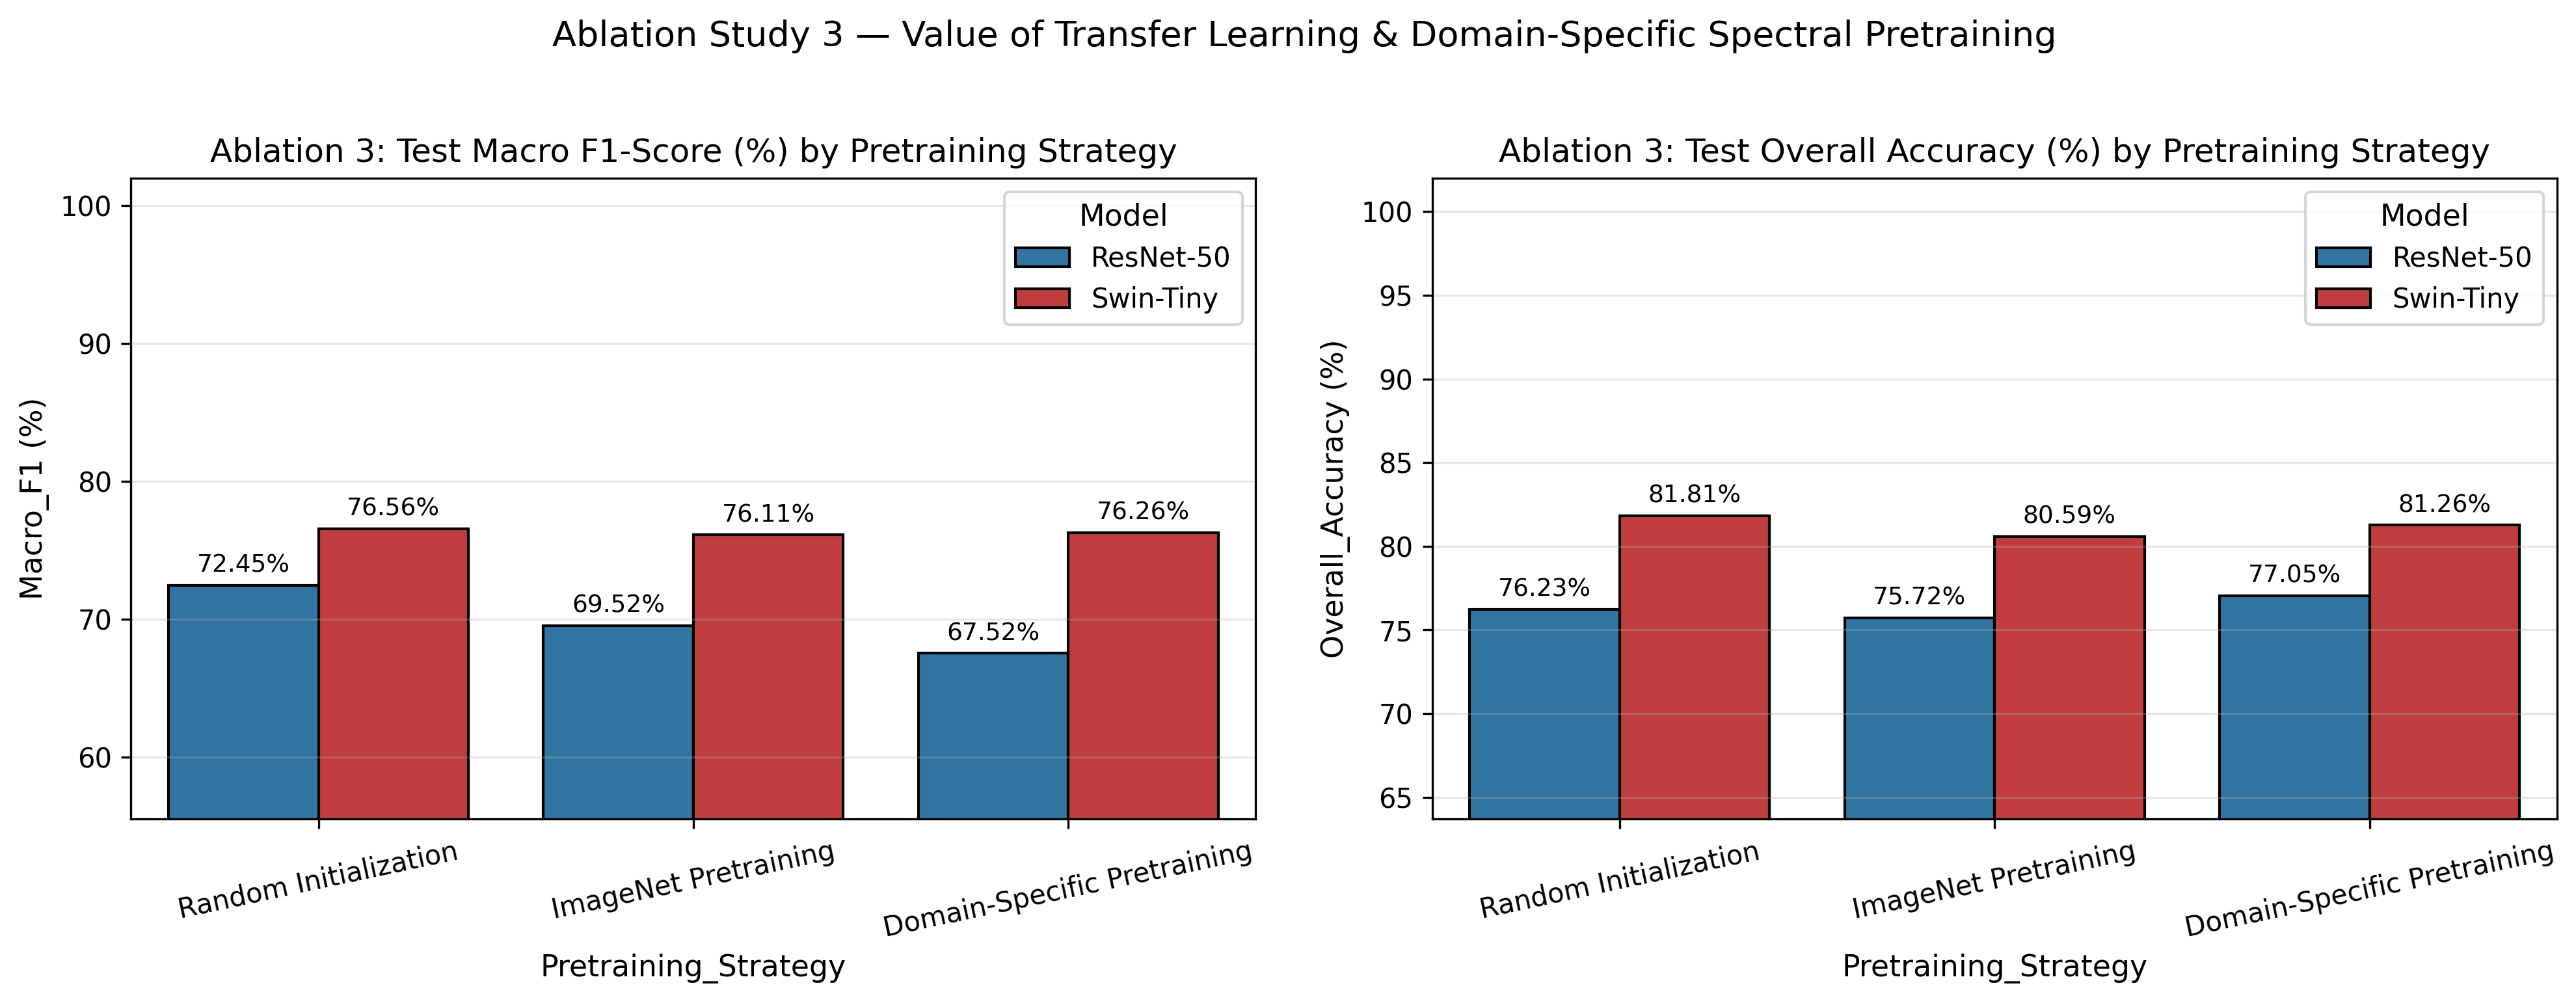 Ablation Study 3 — Value of Transfer Learning & Domain-Specific Spectral Pretraining
Ablation 3: Test Macro F1-Score (%) by Pretraining Strategy
Macro_F1 (%)
100
90
80
70
60
Model
ResNet-50
Swin-Tiny
72.45%
76.56%
69.52%
76.11%
67.52%
76.26%
Random Initialization
ImageNet Pretraining
Domain-Specific Pretraining
Pretraining_Strategy
Ablation 3: Test Overall Accuracy (%) by Pretraining Strategy
Overall_Accuracy (%)
100
95
90
85
80
75
70
65
Model
ResNet-50
Swin-Tiny
76.23%
81.81%
75.72%
80.59%
77.05%
81.26%
Random Initialization
ImageNet Pretraining
Domain-Specific Pretraining
Pretraining_Strategy